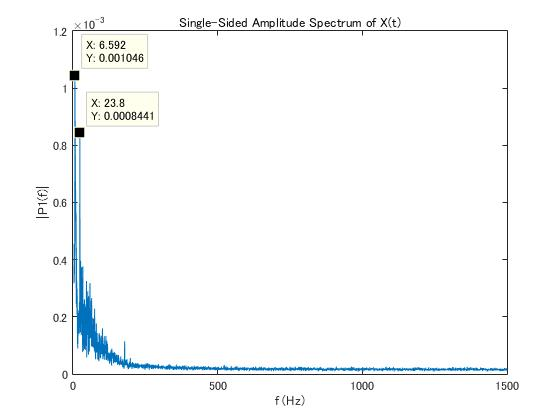 Single-Sided Amplitude Spectrum of X(t)
×10⁻³
1.2
1
0.8
0.6
0.4
0.2
0
|P1(f)|
X: 6.592
Y: 0.001046
X: 23.8
Y: 0.0008441
0 500 1000 1500
f (Hz)